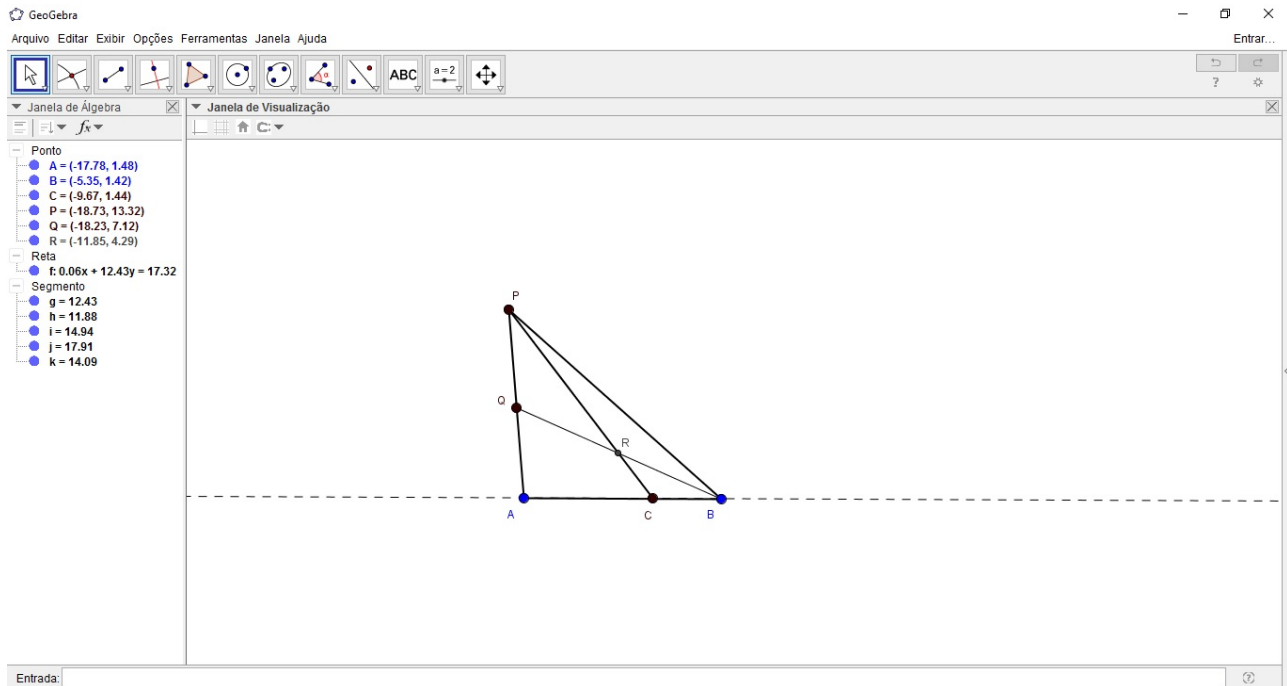 GeoGebra
Arquivo Editar Exibir Opções Ferramentas Janela Ajuda
Entrar...
ABC
a=2
Janela de Álgebra
Janela de Visualização
fx
Ponto
A = (-17.78, 1.48)
B = (-5.35, 1.42)
C = (-9.67, 1.44)
P = (-18.73, 13.32)
Q = (-18.23, 7.12)
R = (-11.85, 4.29)
Reta
f: 0.06x + 12.43y = 17.32
Segmento
g = 12.43
h = 11.88
i = 14.94
j = 17.91
k = 14.09
P
Q
R
A
C
B
Entrada: